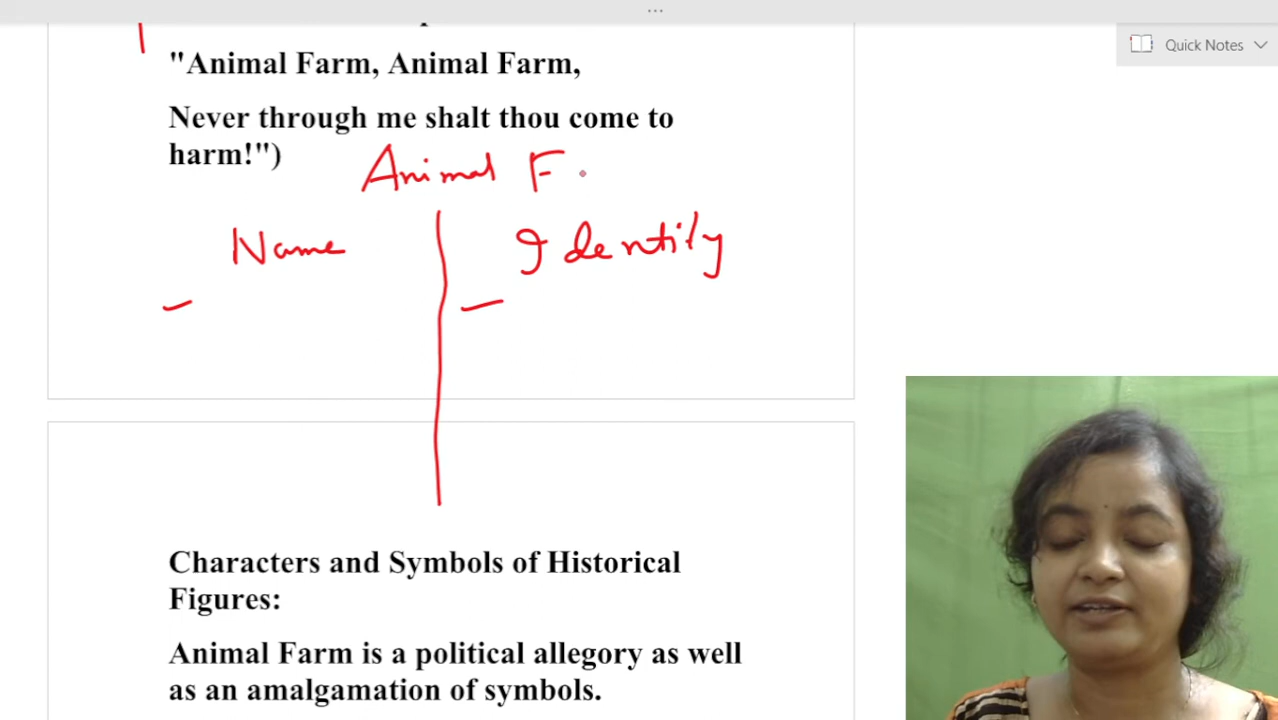 Quick Notes
"Animal Farm, Animal Farm,
Never through me shalt thou come to
harm!")
Animal F
Name Identity
Characters and Symbols of Historical
Figures:
Animal Farm is a political allegory as well
as an amalgamation of symbols.